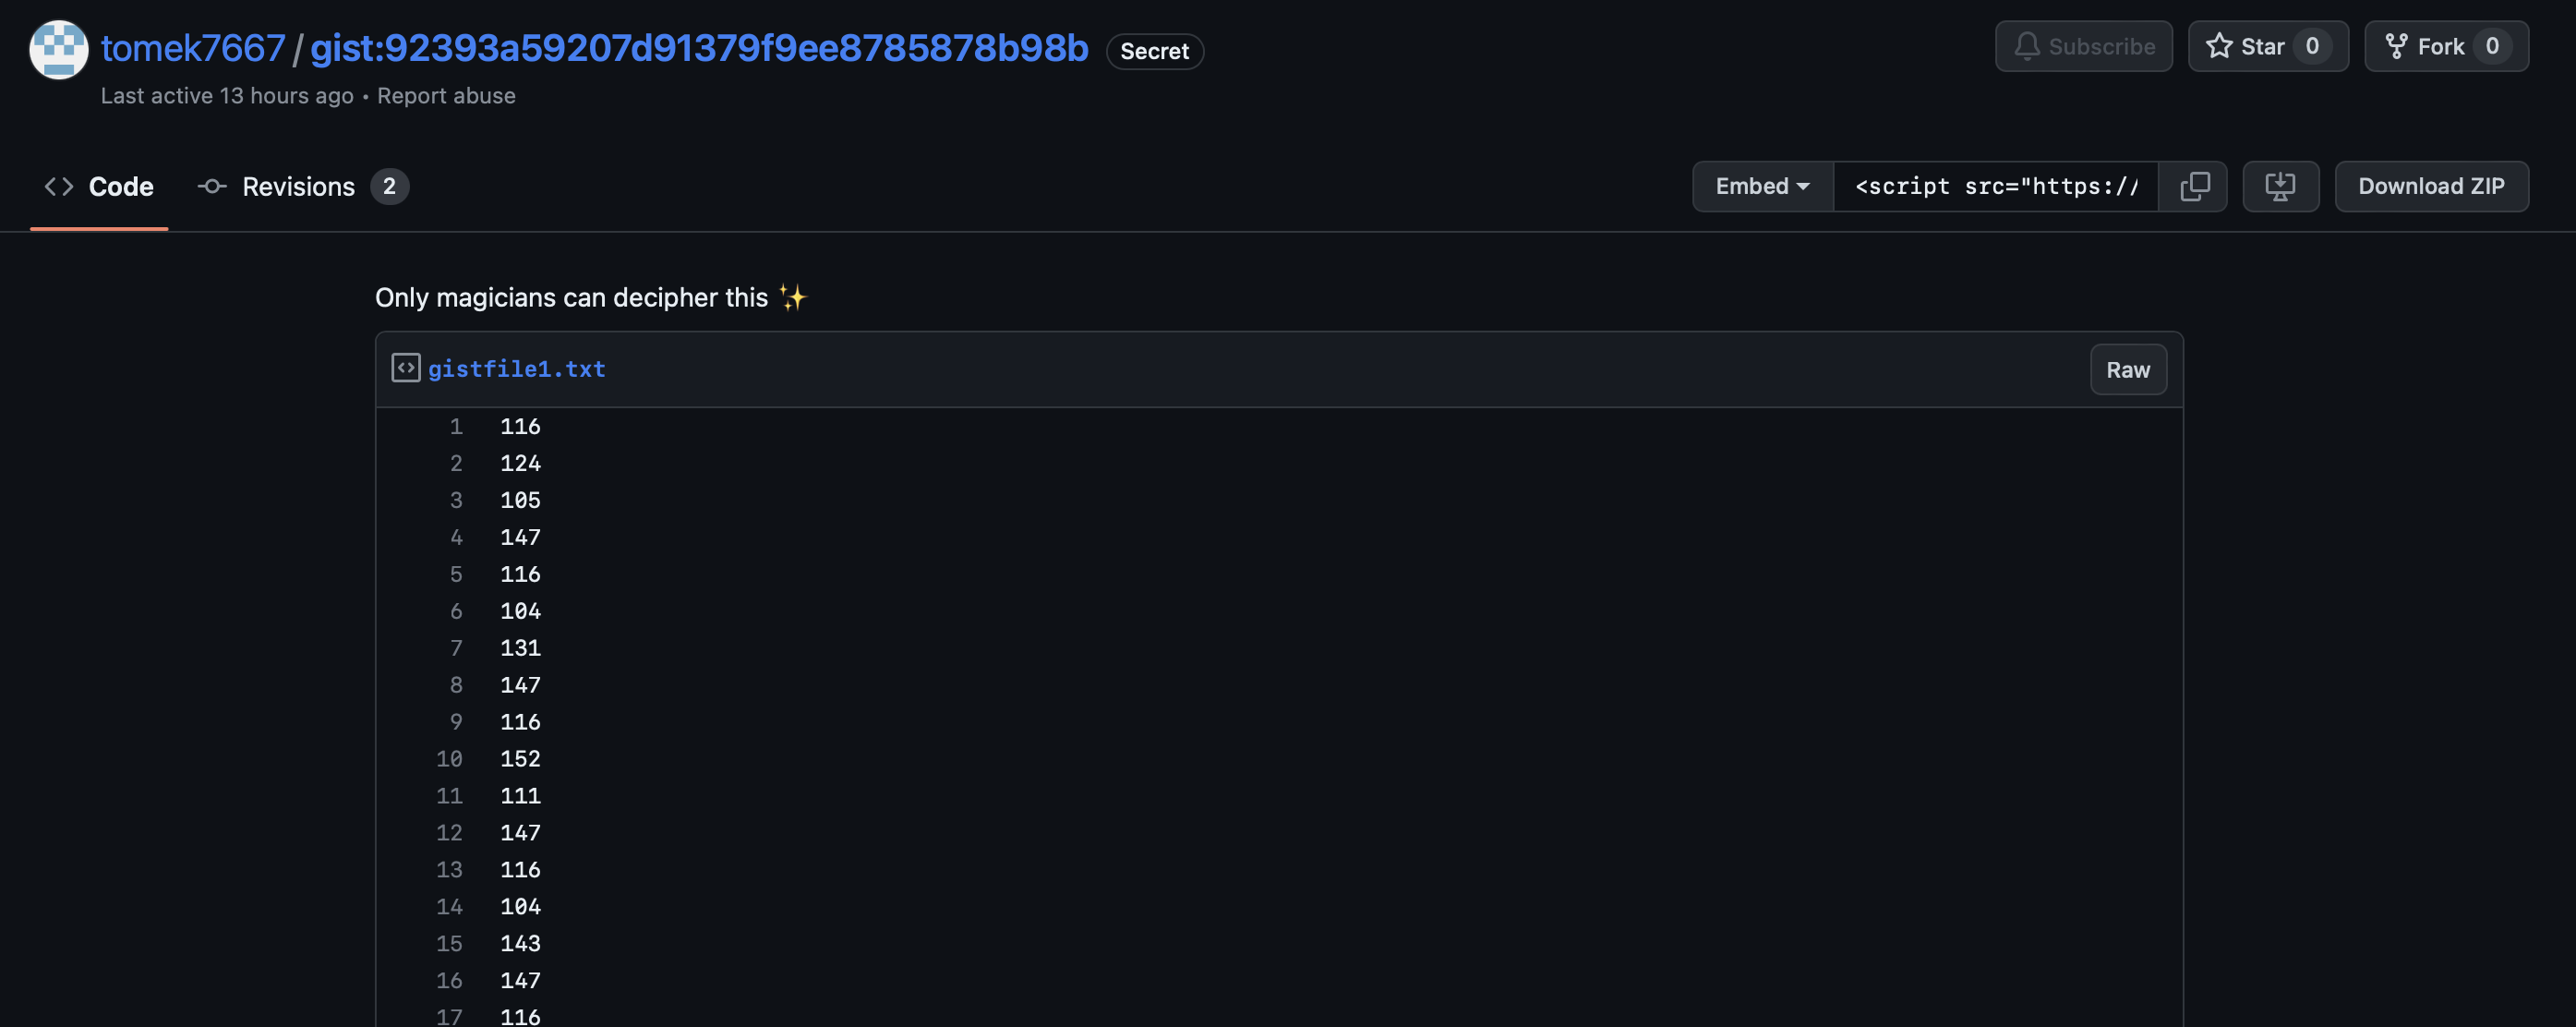 tomek7667 / gist:92393a59207d91379f9ee8785878b98b Secret
Subscribe Star 0 Fork 0
Last active 13 hours ago • Report abuse
Code Revisions 2
Embed <script src="https:// Download ZIP
Only magicians can decipher this ✨
gistfile1.txt Raw
1 116
2 124
3 105
4 147
5 116
6 104
7 131
8 147
9 116
10 152
11 111
12 147
13 116
14 104
15 143
16 147
17 116